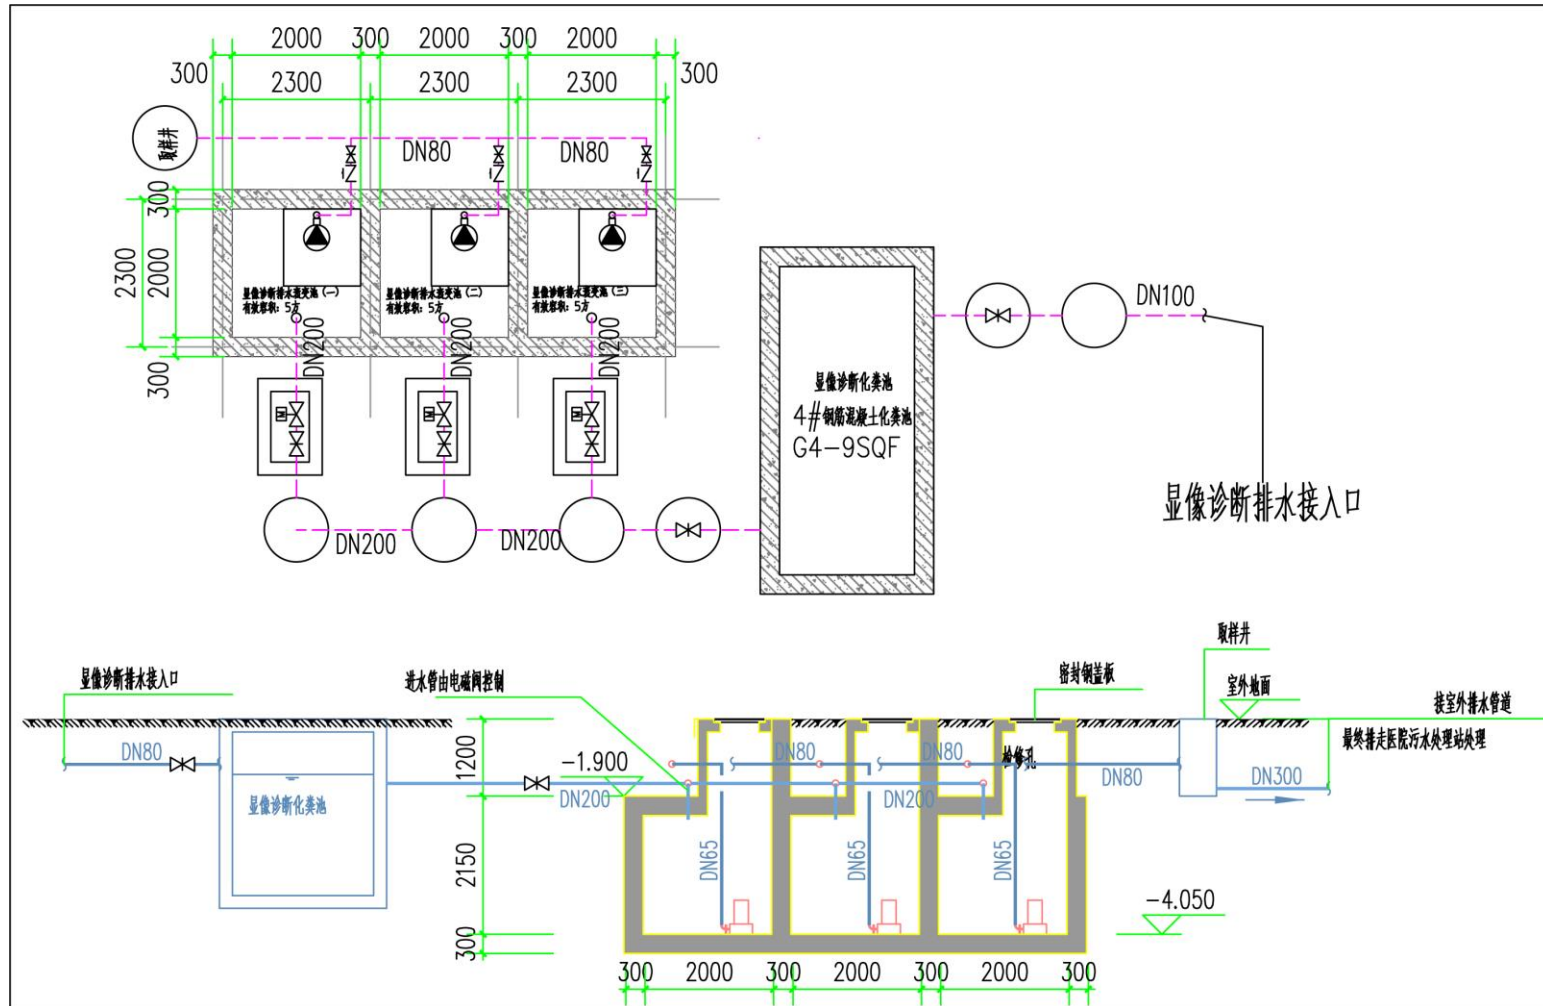 2000 300 2000 300 2000
300 2300 2300 2300 300
取样井
DN80 DN80
300
2300 2000
300
显像诊断排水衰变池（一）
有效容积：5方
显像诊断排水衰变池（二）
有效容积：5方
显像诊断排水衰变池（三）
有效容积：5方
DN200 DN200 DN200
M M M
DN200 DN200
显像诊断化粪池
4#钢筋混凝土化粪池
G4-9SQF
DN100
显像诊断排水接入口
显像诊断排水接入口
进水管由电磁阀控制
密封钢盖板
取样井
室外地面
接室外排水管道
最终排走医院污水处理站处理
DN80
显像诊断化粪池
1200
2150
300
-1.900
DN200
DN80 DN80
检修孔
DN80
DN200
DN300
DN65 DN65 DN65
-4.050
300 2000 300 2000 300 2000 300